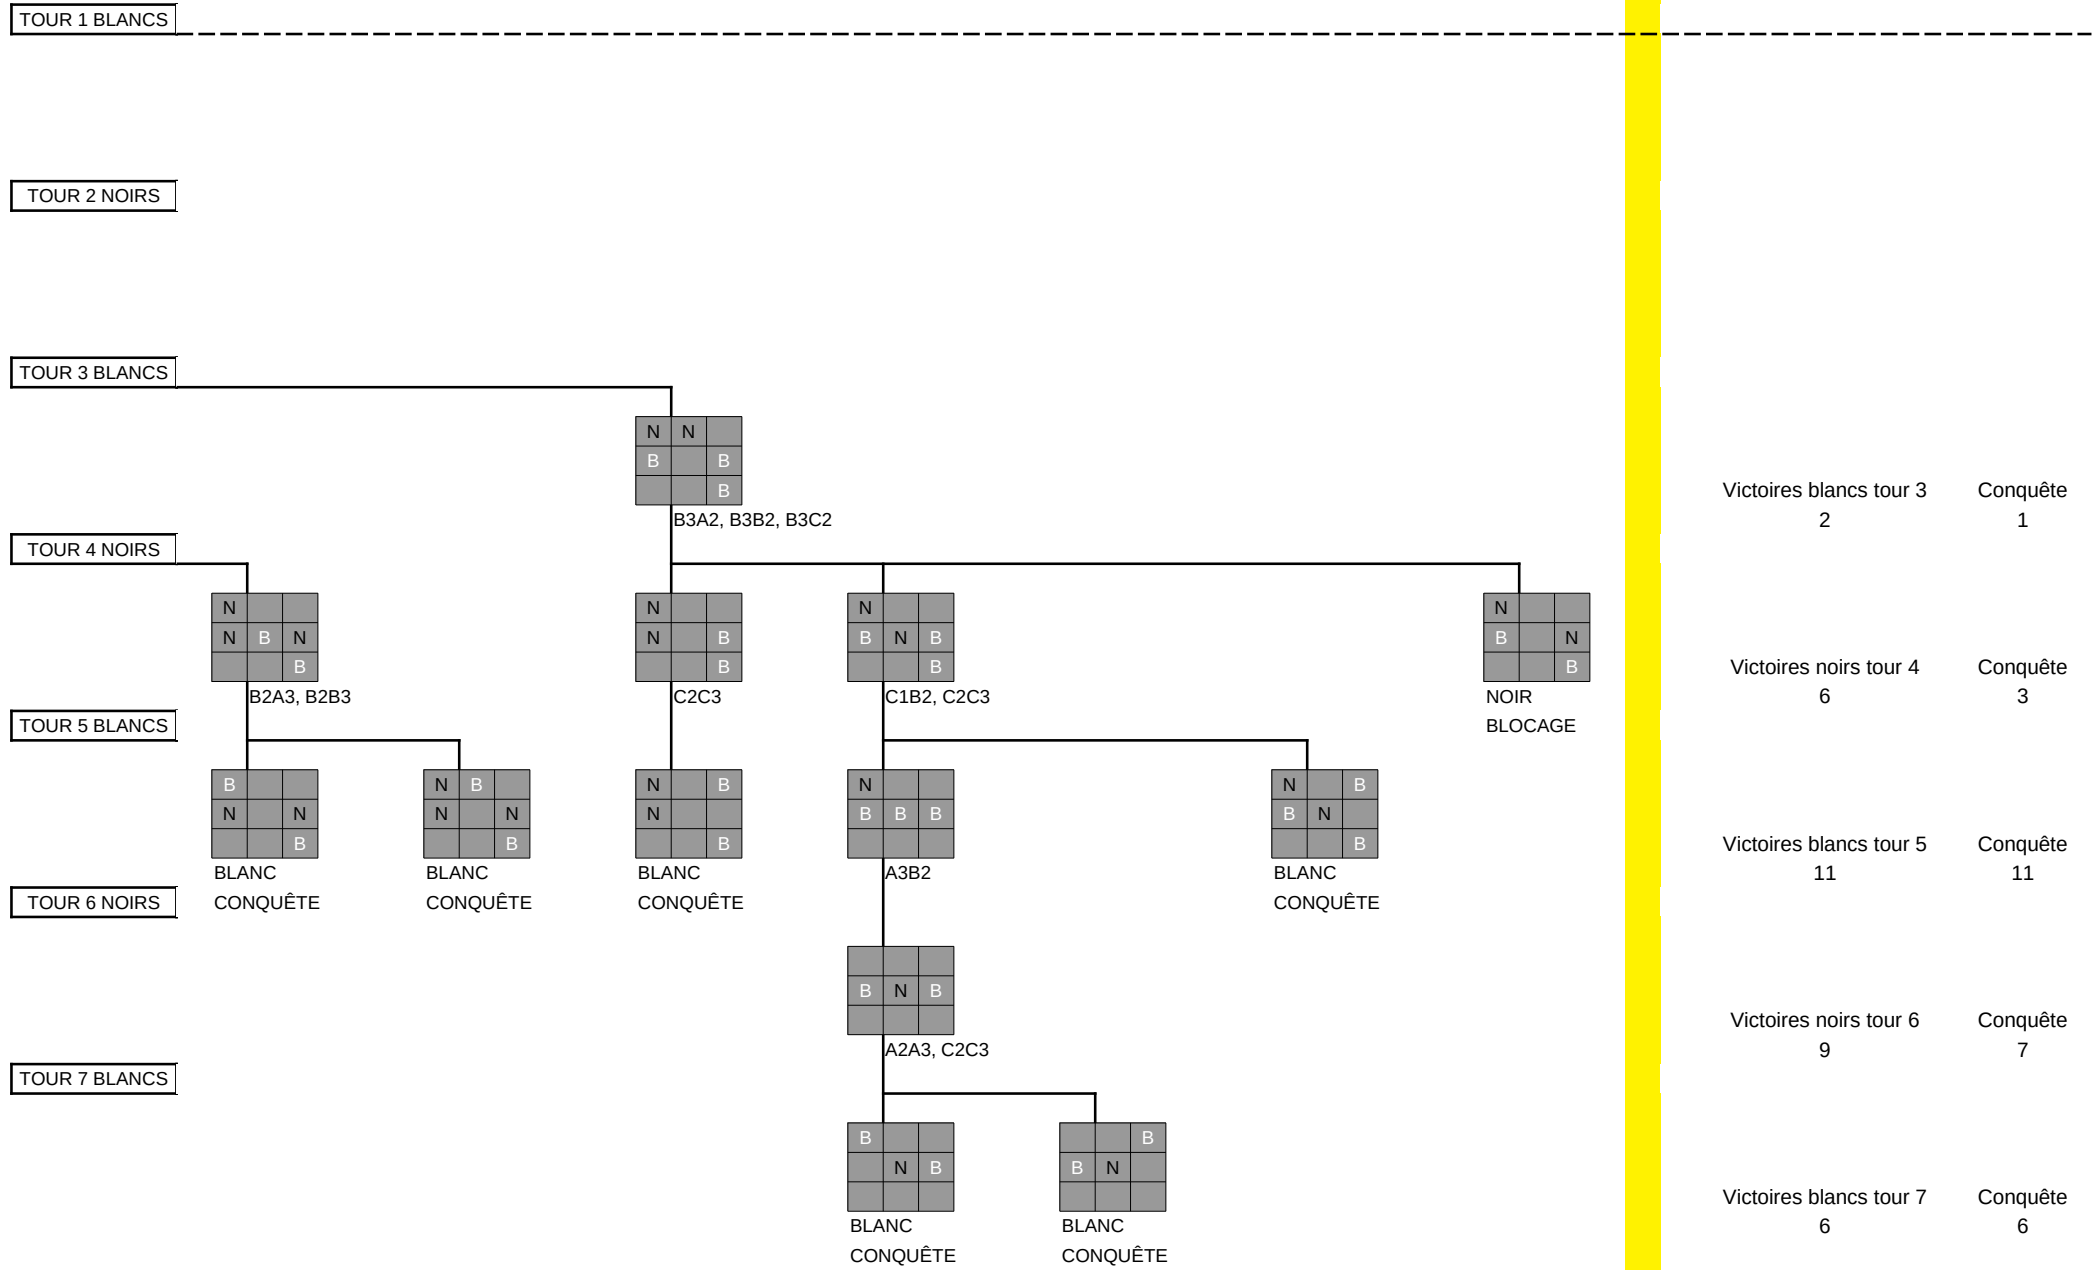 TOUR 1 BLANCS
TOUR 2 NOIRS
TOUR 3 BLANCS
N N
B B
B
Victoires blancs tour 3 Conquête
B3A2, B3B2, B3C2 2 1
TOUR 4 NOIRS
N N N N
N B N N B B N B B N
B B B B
Victoires noirs tour 4 Conquête
B2A3, B2B3 C2C3 C1B2, C2C3 NOIR 6 3
TOUR 5 BLANCS BLOCAGE
B N B N B N N B
N N N N N B B B B N
B B B B
Victoires blancs tour 5 Conquête
BLANC BLANC BLANC A3B2 BLANC 11 11
TOUR 6 NOIRS CONQUÊTE CONQUÊTE CONQUÊTE CONQUÊTE
B N B
Victoires noirs tour 6 Conquête
A2A3, C2C3 9 7
TOUR 7 BLANCS
B B
N B B N
Victoires blancs tour 7 Conquête
BLANC BLANC 6 6
CONQUÊTE CONQUÊTE